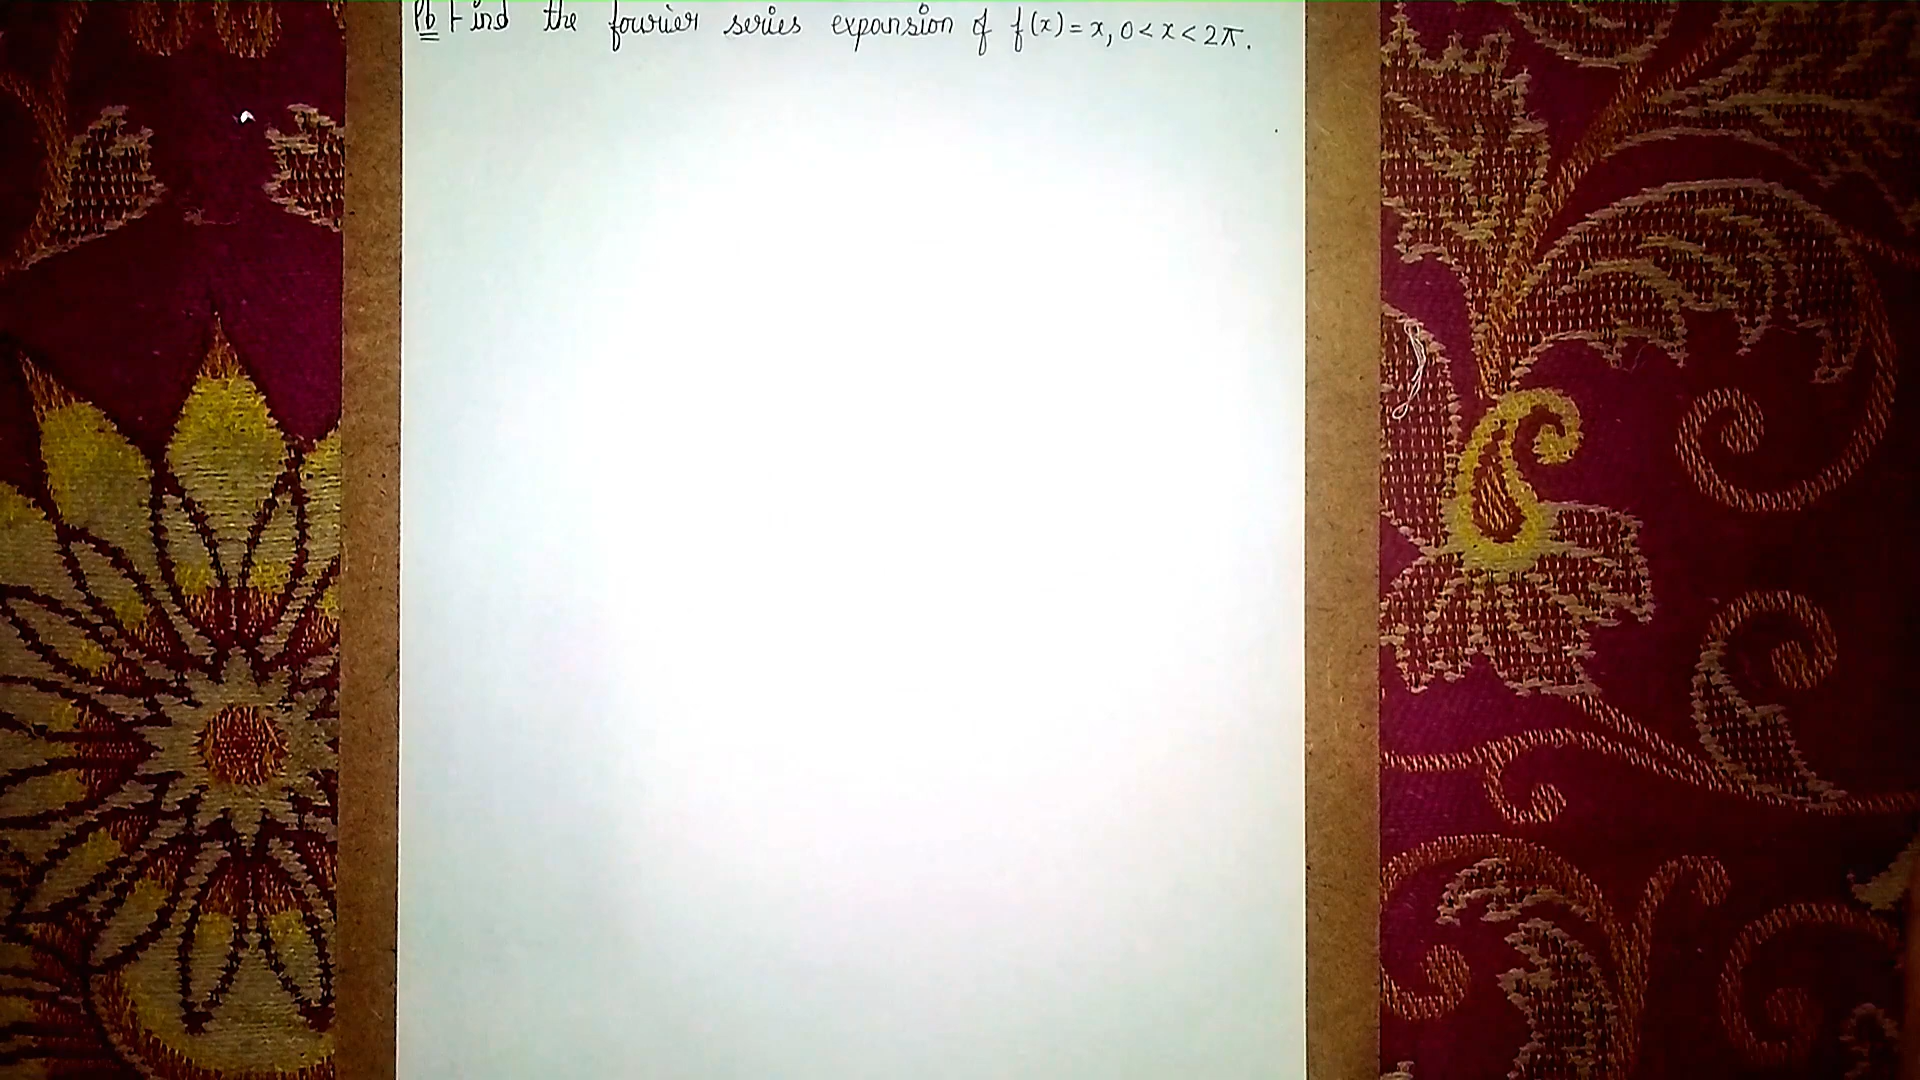 Pb Find the fourier series expansion of f(x) = x, 0 < x < 2π.